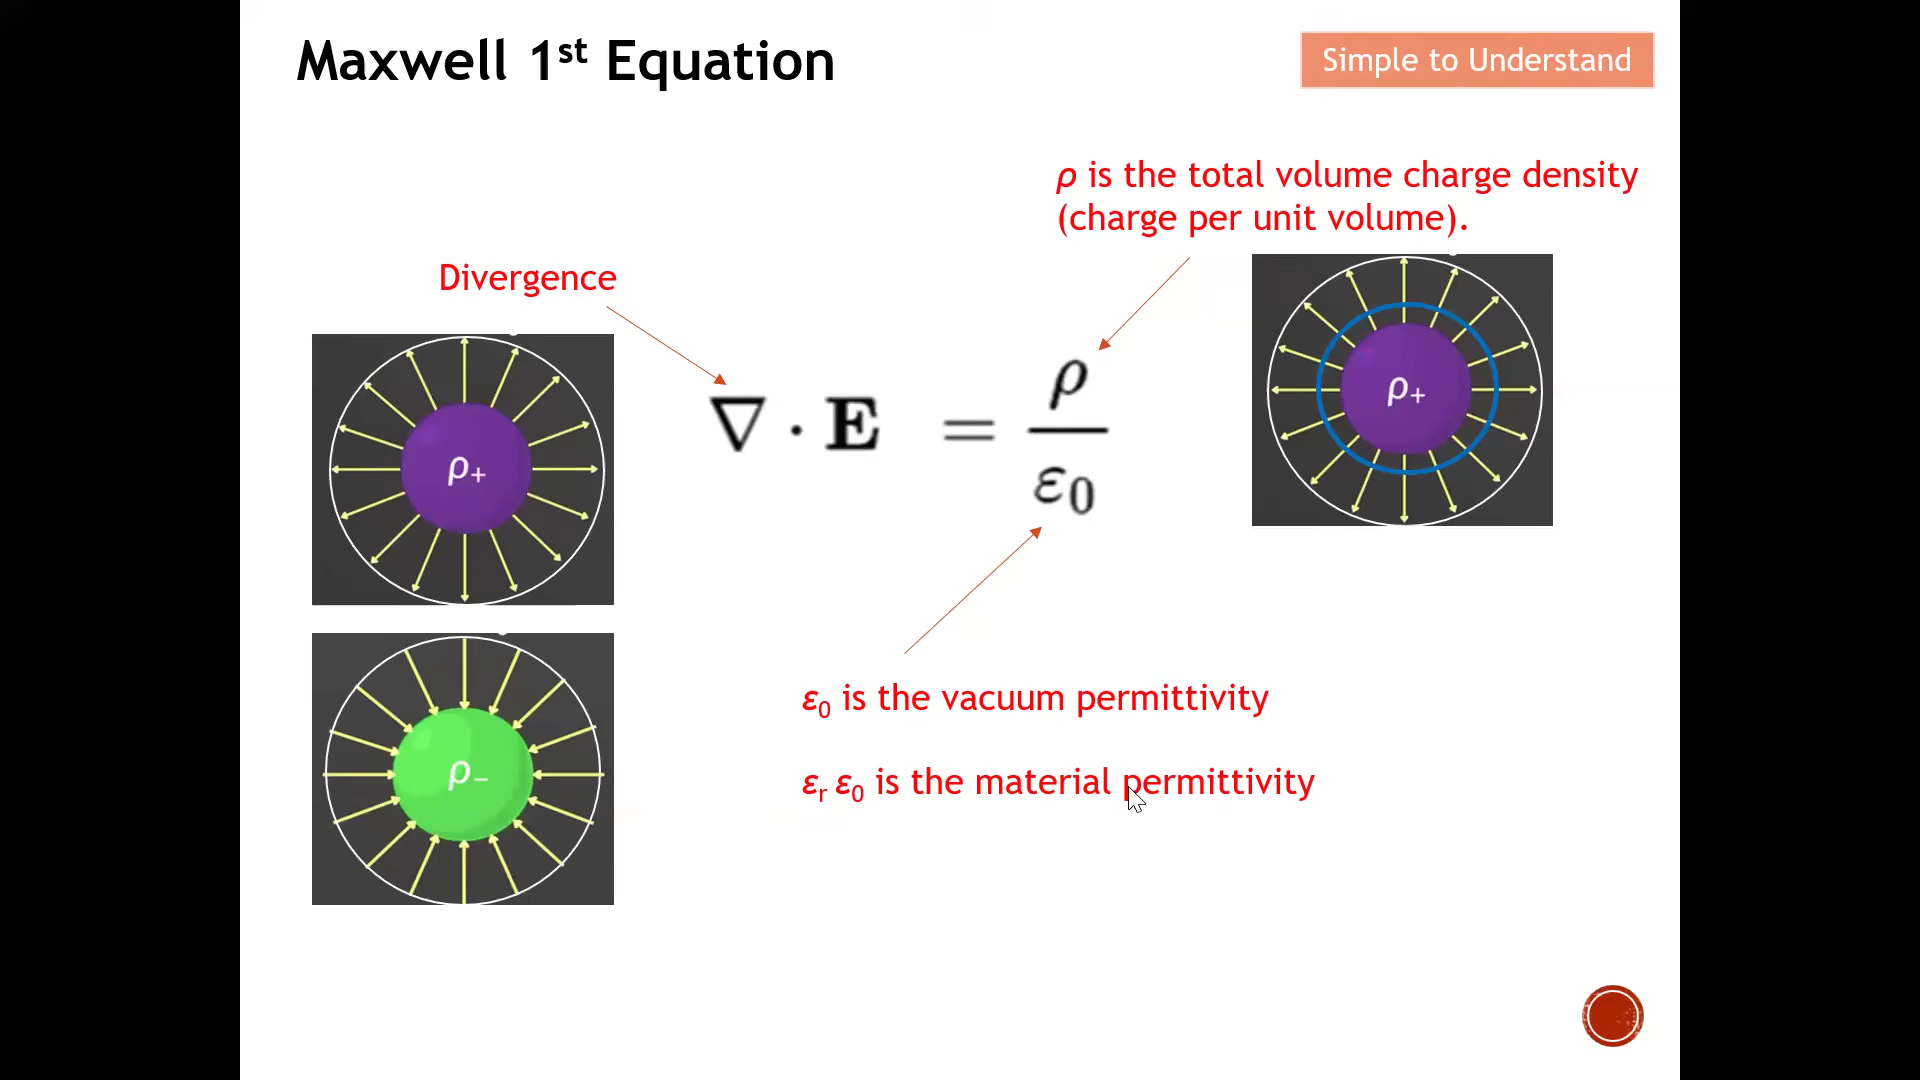 Maxwell 1st Equation
Simple to Understand
ρ is the total volume charge density
(charge per unit volume).
Divergence
∇ · E = ρ / ε0
ρ+
ρ+
ρ−
ε0 is the vacuum permittivity
εr ε0 is the material permittivity